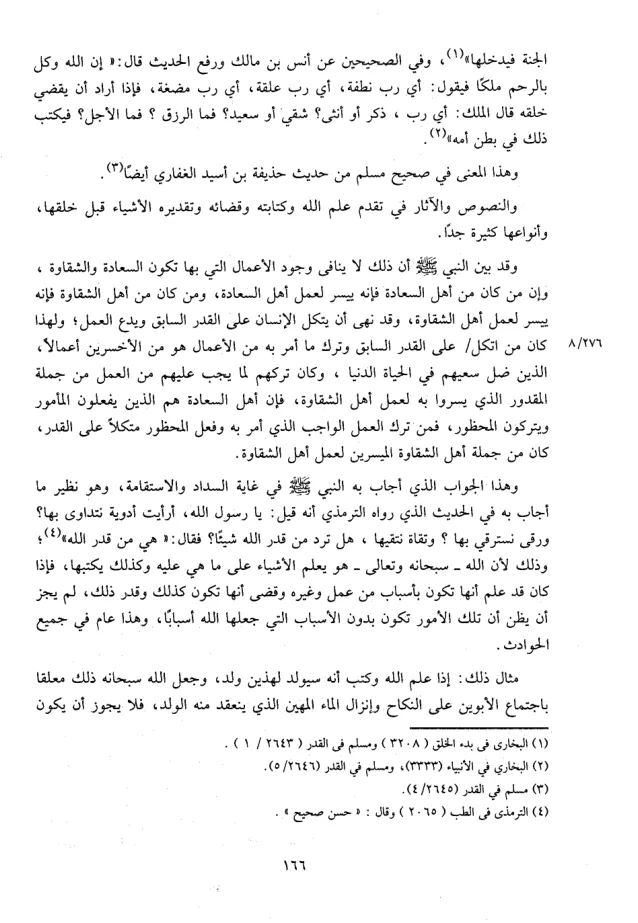 الجنة فيدخلها»(١)، وفي الصحيحين عن أنس بن مالك ورفع الحديث قال:« إن الله وكل
بالرحم ملكًا فيقول: أي رب نطفة، أي رب علقة، أي رب مضغة، فإذا أراد أن يقضي
خلقه قال الملك: أي رب ، ذكر أو أنثى؟ شقي أو سعيد؟ فما الرزق ؟ فما الأجل؟ فيكتب
ذلك في بطن أمه»(٢).
وهذا المعنى في صحيح مسلم من حديث حذيفة بن أسيد الغفاري أيضًا(٣).
والنصوص والآثار في تقدم علم الله وكتابته وقضائه وتقديره الأشياء قبل خلقها،
وأنواعها كثيرة جدًا.
وقد بين النبي ﷺ أن ذلك لا ينافى وجود الأعمال التي بها تكون السعادة والشقاوة ،
وإن من كان من أهل السعادة فإنه ييسر لعمل أهل السعادة، ومن كان من أهل الشقاوة فإنه
ييسر لعمل أهل الشقاوة، وقد نهى أن يتكل الإنسان على القدر السابق ويدع العمل؛ ولهذا
٨/٢٧٦ كان من اتكل/ على القدر السابق وترك ما أمر به من الأعمال هو من الأخسرين أعمالاً،
الذين ضل سعيهم في الحياة الدنيا ، وكان تركهم لما يجب عليهم من العمل من جملة
المقدور الذي يسروا به لعمل أهل الشقاوة، فإن أهل السعادة هم الذين يفعلون المأمور
ويتركون المحظور، فمن ترك العمل الواجب الذي أمر به وفعل المحظور متكلاً على القدر،
كان من جملة أهل الشقاوة الميسرين لعمل أهل الشقاوة.
وهذا الجواب الذي أجاب به النبي ﷺ في غاية السداد والاستقامة، وهو نظير ما
أجاب به في الحديث الذي رواه الترمذي أنه قيل: يا رسول الله، أرأيت أدوية نتداوى بها؟
ورقى نسترقي بها ؟ وتقاة نتقيها ، هل ترد من قدر الله شيئًا؟ فقال:« هي من قدر الله»(٤)؛
وذلك لأن الله ـ سبحانه وتعالى ـ هو يعلم الأشياء على ما هي عليه وكذلك يكتبها، فإذا
كان قد علم أنها تكون بأسباب من عمل وغيره وقضى أنها تكون كذلك وقدر ذلك، لم يجز
أن يظن أن تلك الأمور تكون بدون الأسباب التي جعلها الله أسبابًا، وهذا عام في جميع
الحوادث.
مثال ذلك: إذا علم الله وكتب أنه سيولد لهذين ولد، وجعل الله سبحانه ذلك معلقا
باجتماع الأبوين على النكاح وإنزال الماء المهين الذي ينعقد منه الولد، فلا يجوز أن يكون
(١) البخارى فى بدء الخلق ( ٣٢٠٨ ) ومسلم فى القدر ( ٢٦٤٣ / ١ ) .
(٢) البخاري في الأنبياء (٣٣٣٣)، ومسلم في القدر (٥/٢٦٤٦).
(٣) مسلم في القدر (٤/٢٦٤٥).
(٤) الترمذى فى الطب ( ٢٠٦٥ ) وقال : « حسن صحيح » .
١٦٦